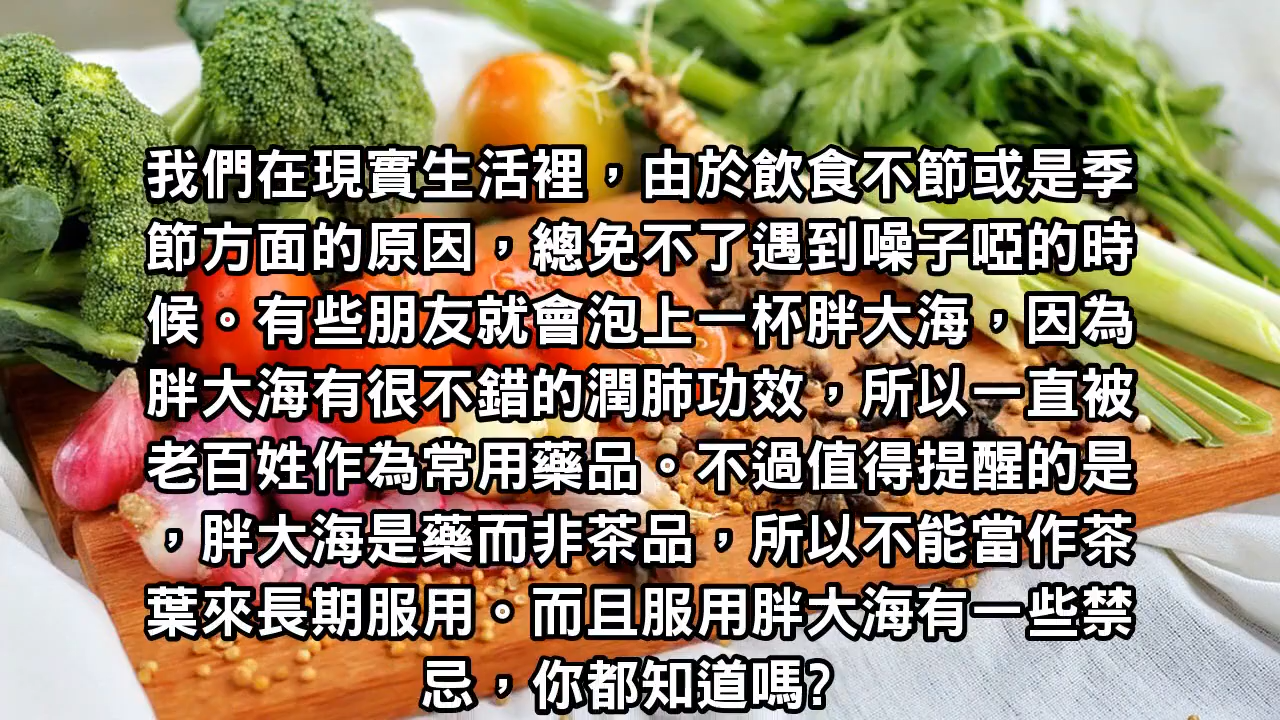 我們在現實生活裡，由於飲食不節或是季
節方面的原因，總免不了遇到嗓子啞的時
候。有些朋友就會泡上一杯胖大海，因為
胖大海有很不錯的潤肺功效，所以一直被
老百姓作為常用藥品。不過值得提醒的是
，胖大海是藥而非茶品，所以不能當作茶
葉來長期服用。而且服用胖大海有一些禁
忌，你都知道嗎?